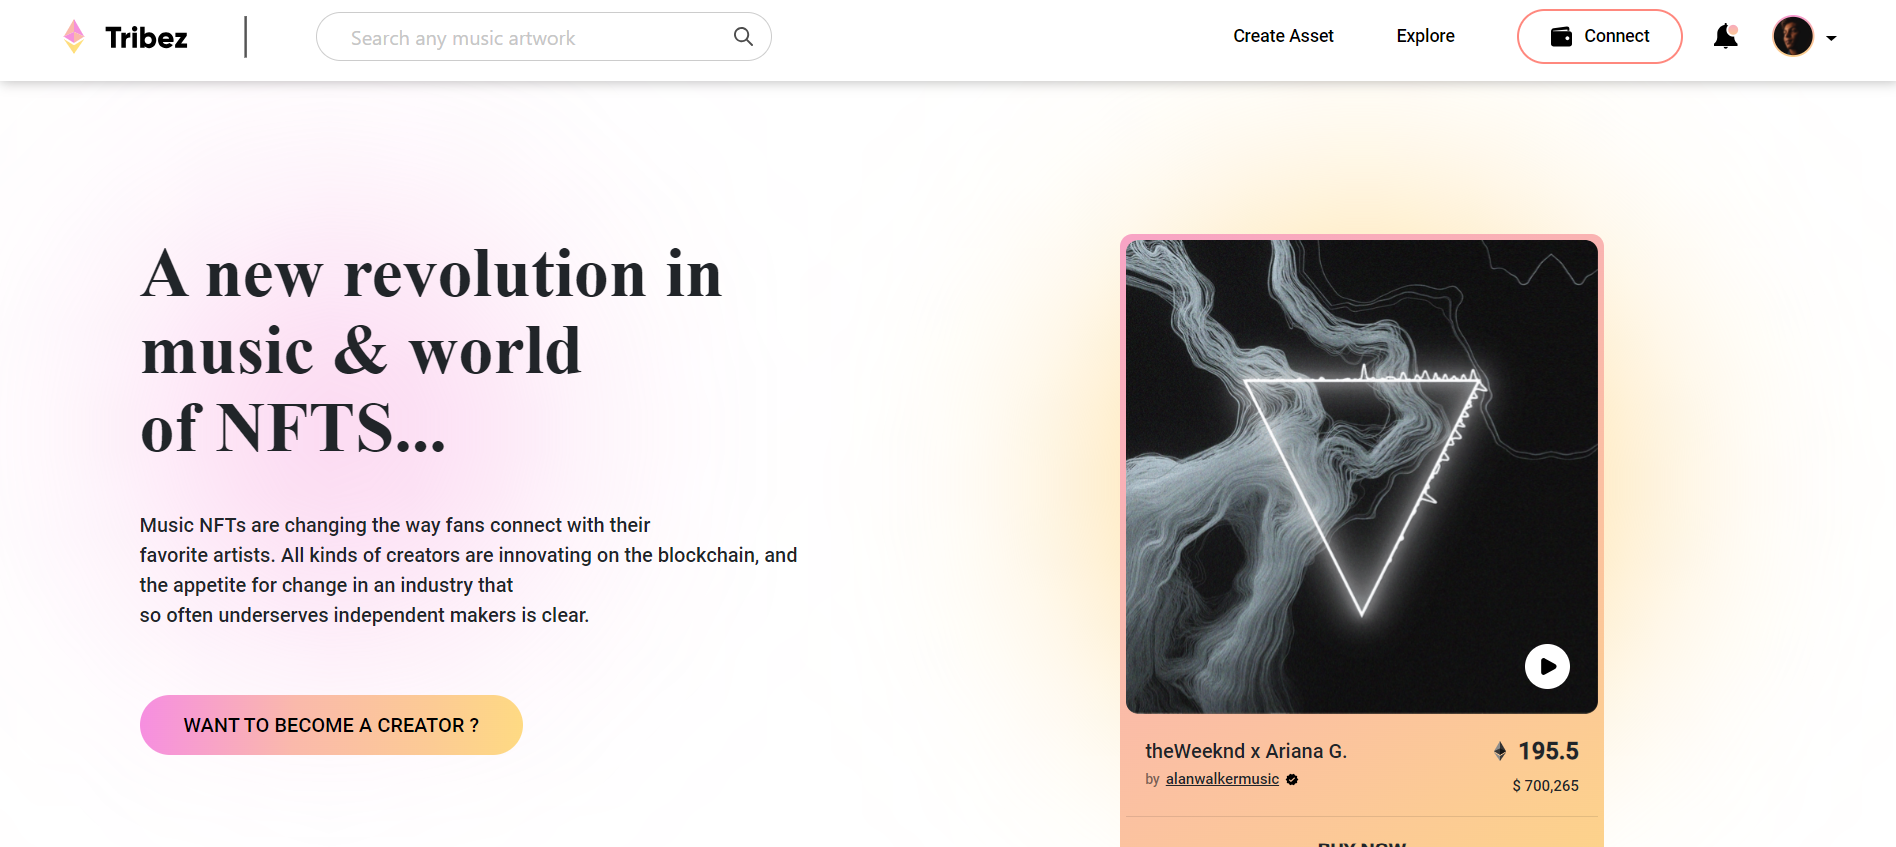 Tribez
Search any music artwork
Create Asset
Explore
Connect
A new revolution in
music & world
of NFTS...
Music NFTs are changing the way fans connect with their
favorite artists. All kinds of creators are innovating on the blockchain, and
the appetite for change in an industry that
so often underserves independent makers is clear.
WANT TO BECOME A CREATOR ?
theWeeknd x Ariana G.
195.5
by alanwalkermusic
$ 700,265
BUY NOW